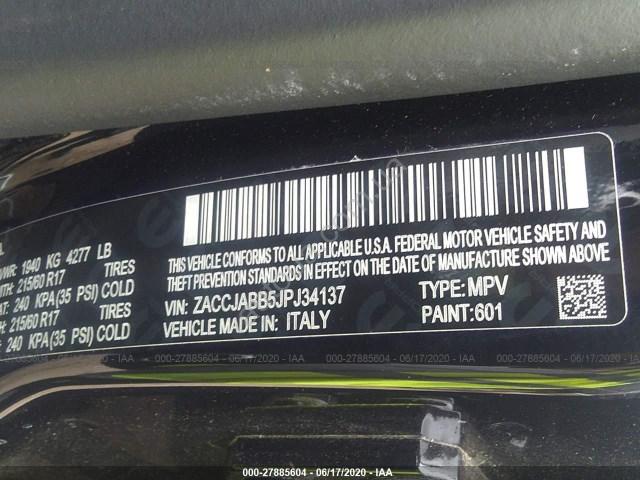 WR: 1940 KG 4277 LB
TH: 215/60 R17 TIRES
AT: 240 KPA(35 PSI) COLD
H: 215/60 R17 TIRES
: 240 KPA(35 PSI) COLD
THIS VEHICLE CONFORMS TO ALL APPLICABLE U.S.A. FEDERAL MOTOR VEHICLE SAFETY AND
THEFT PREVENTION STANDARDS IN EFFECT ON THE DATE OF MANUFACTURE SHOWN ABOVE.
VIN: ZACCJABB5JPJ34137 TYPE: MPV
VEHICLE MADE IN: ITALY PAINT: 601
000-27885604 - 06/17/2020 - IAA
000-27885604 - 06/17/2020 - IAA
000-27885604 - 06/17/2020 - IAA